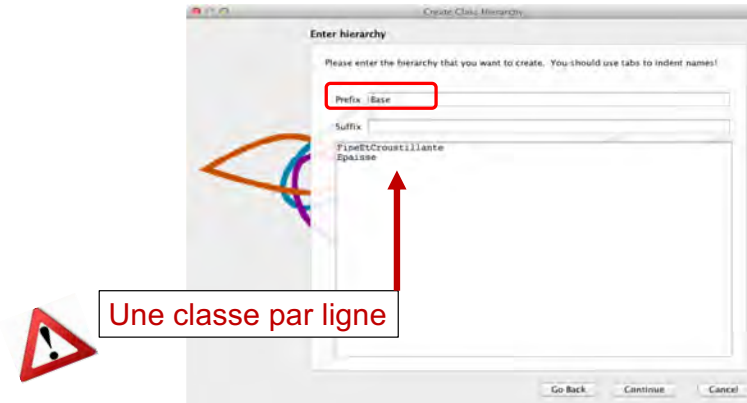 Create Class Hierarchy
Enter hierarchy
Please enter the hierarchy that you want to create. You should use tabs to indent names!
Prefix Base
Suffix
FineEtCroustillante
Epaisse
Une classe par ligne
Go Back Continue Cancel